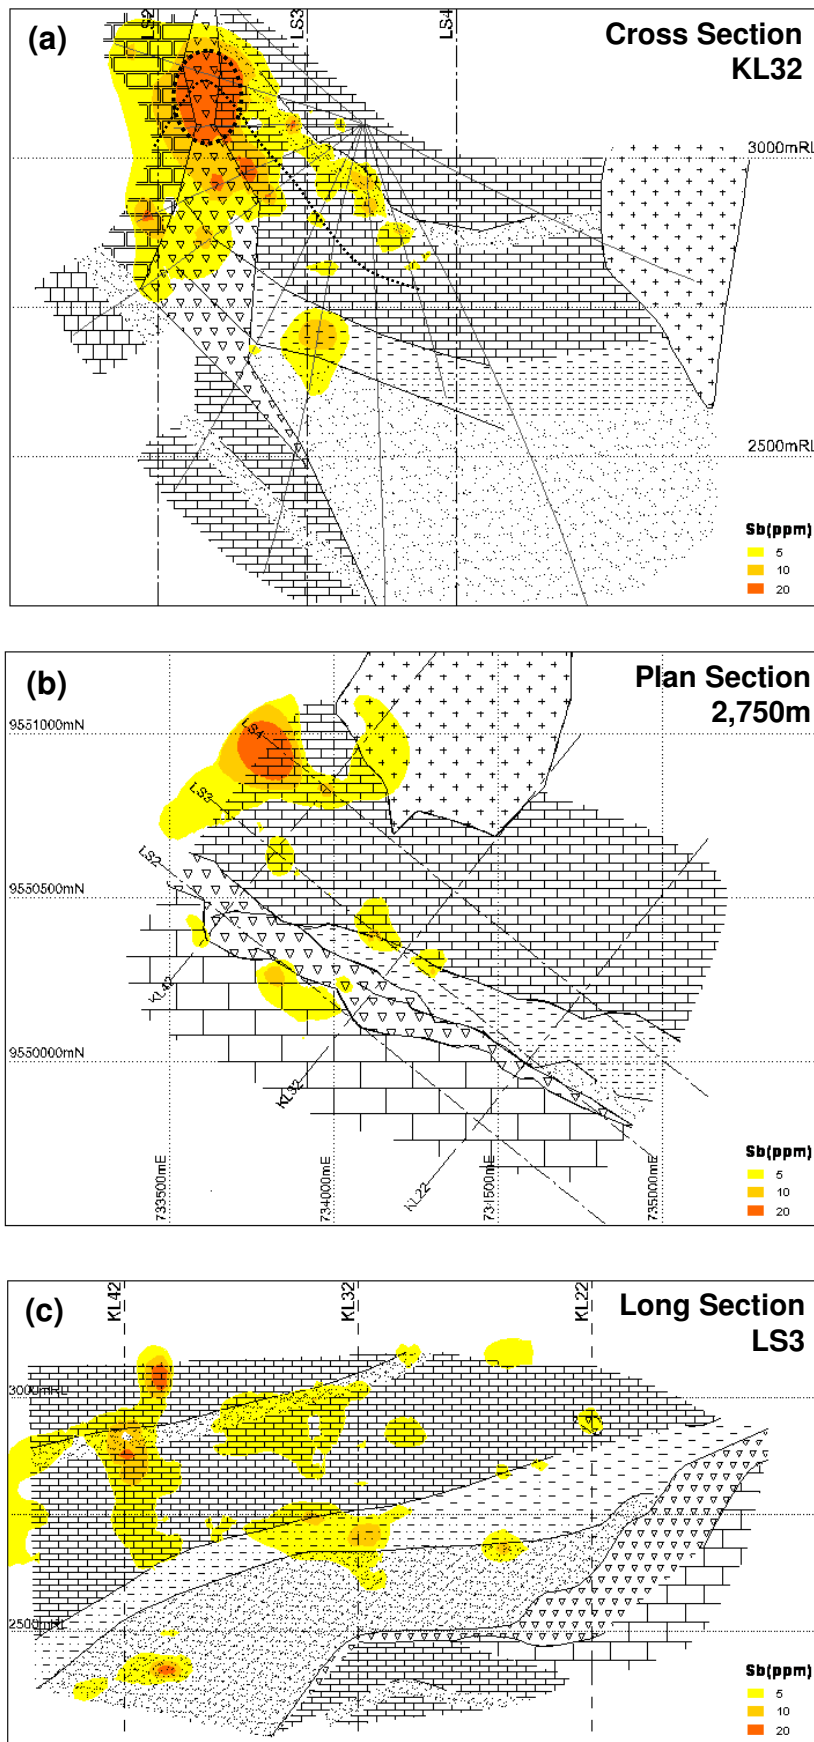 (a)
LS2
LS3
LS4
Cross Section
KL32
3000mRL
2500mRL
Sb(ppm)
5
10
20
(b)
Plan Section
2,750m
9551000mN
LS4
LS3
LS2
9550500mN
KL42
9550000mN
KL32
KL22
733500mE
734000mE
734500mE
735000mE
Sb(ppm)
5
10
20
(c)
KL42
KL32
KL22
Long Section
LS3
3000mRL
2500mRL
Sb(ppm)
5
10
20